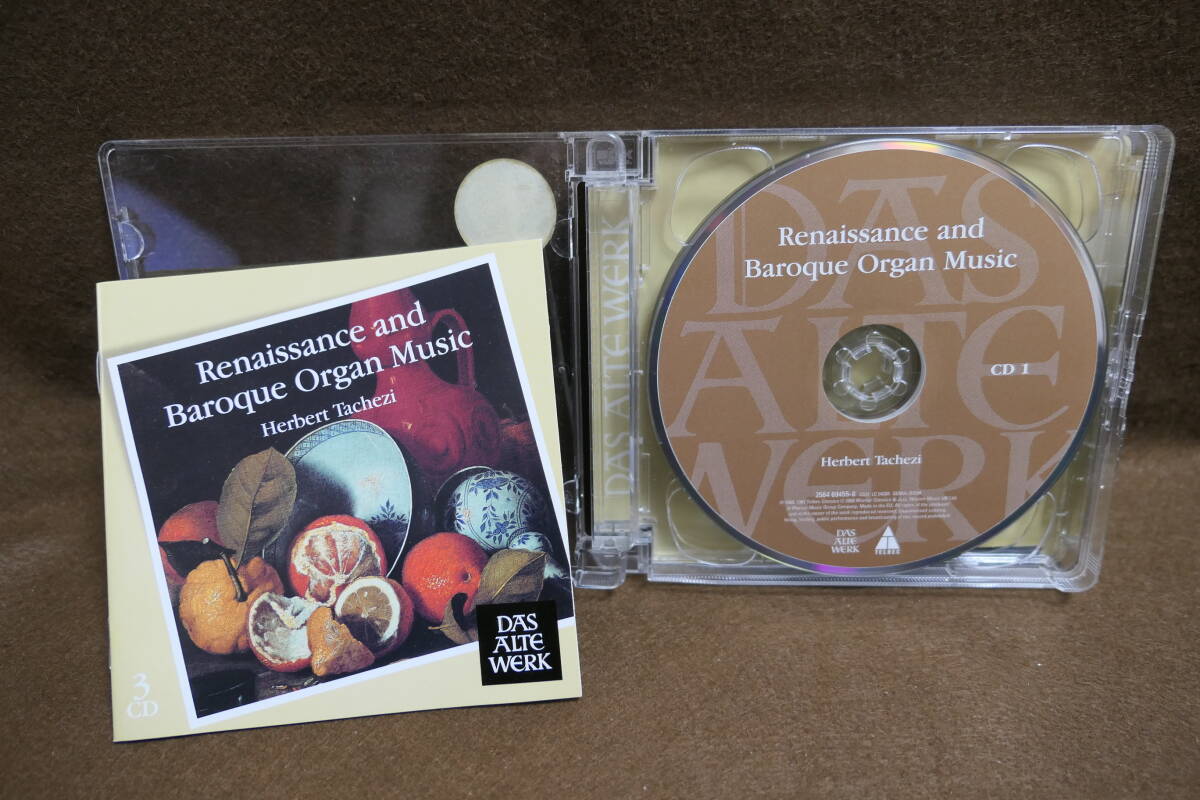 Renaissance and
Baroque Organ Music
Herbert Tachezi
DAS
ALTE
WERK
3
CD
DAS ALTE WERK
DAS
ALTE
WERK
Renaissance and
Baroque Organ Music
CD 1
Herbert Tachezi
DAS
ALTE
WERK
TELDEC